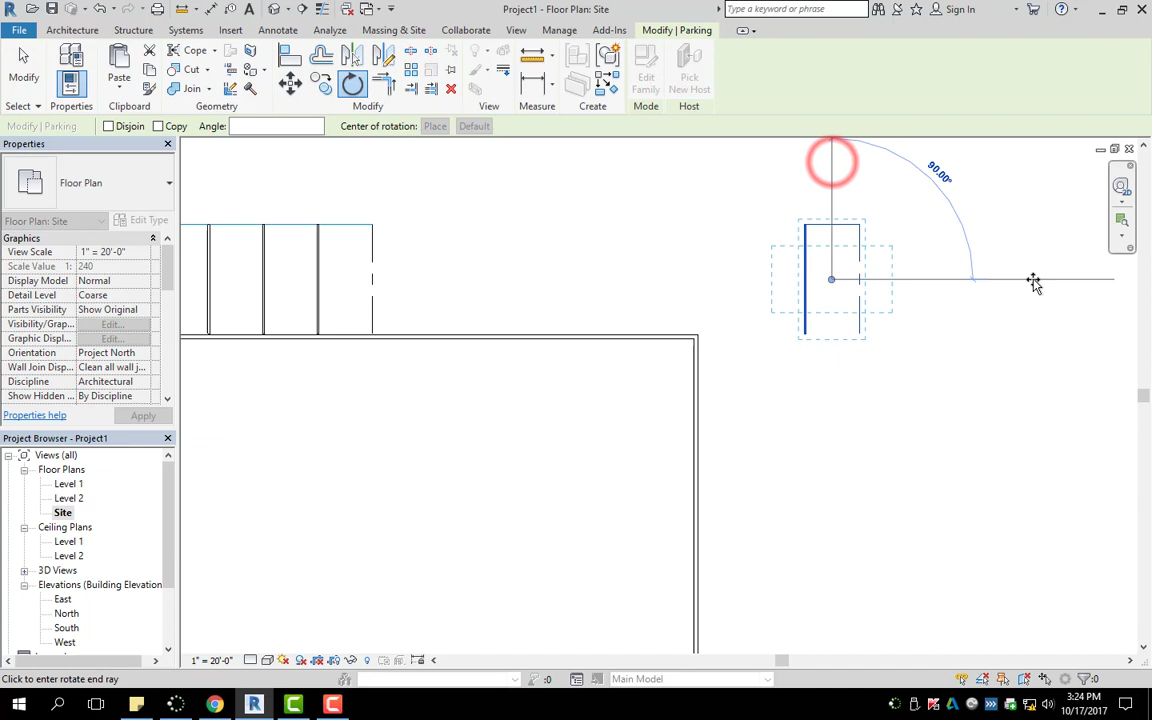 Project1 - Floor Plan: Site
Type a keyword or phrase
Sign In
File
Architecture
Structure
Systems
Insert
Annotate
Analyze
Massing & Site
Collaborate
View
Manage
Add-Ins
Modify | Parking
Modify
Paste
Cope
Cut
Join
Edit Family
Pick New Host
Select
Properties
Clipboard
Geometry
Modify
View
Measure
Create
Mode
Host
Modify | Parking
Disjoin
Copy
Angle:
Center of rotation:
Place
Default
Properties
Floor Plan
Floor Plan: Site
Edit Type
Graphics
View Scale 1" = 20'-0"
Scale Value 1: 240
Display Model Normal
Detail Level Coarse
Parts Visibility Show Original
Visibility/Grap... Edit...
Graphic Displ... Edit...
Orientation Project North
Wall Join Disp... Clean all wall j...
Discipline Architectural
Show Hidden ... By Discipline
Properties help
Apply
Project Browser - Project1
Views (all)
Floor Plans
Level 1
Level 2
Site
Ceiling Plans
Level 1
Level 2
3D Views
Elevations (Building Elevation
East
North
South
West
90.00°
2D
1" = 20'-0"
Click to enter rotate end ray
:0
Main Model
:0
3:24 PM
10/17/2017